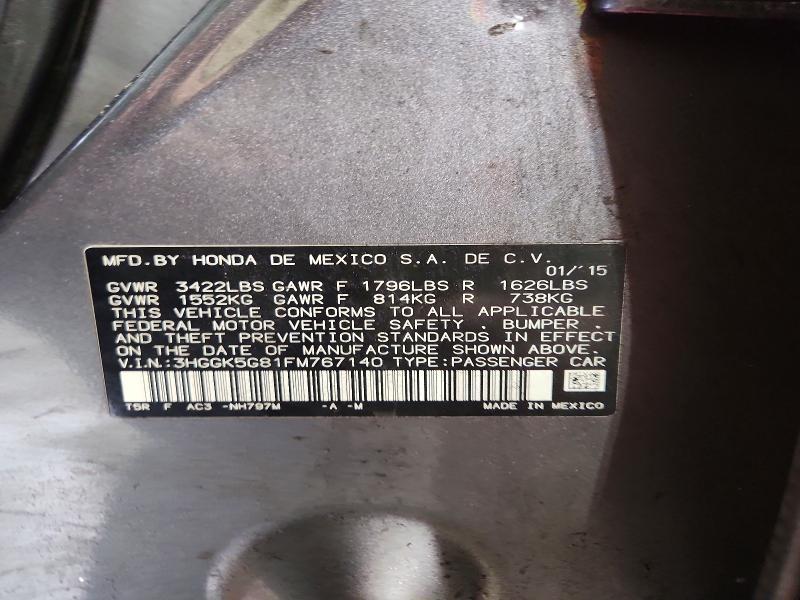 MFD.BY HONDA DE MEXICO S.A. DE C.V.
01/'15
GVWR 3422LBS GAWR F 1796LBS R 1626LBS
GVWR 1552KG GAWR F 814KG R 738KG
THIS VEHICLE CONFORMS TO ALL APPLICABLE
FEDERAL MOTOR VEHICLE SAFETY , BUMPER ,
AND THEFT PREVENTION STANDARDS IN EFFECT
ON THE DATE OF MANUFACTURE SHOWN ABOVE.
V.I.N.:3HGGK5G81FM767140 TYPE:PASSENGER CAR
T5R F AC3 -NH797M -A -M MADE IN MEXICO